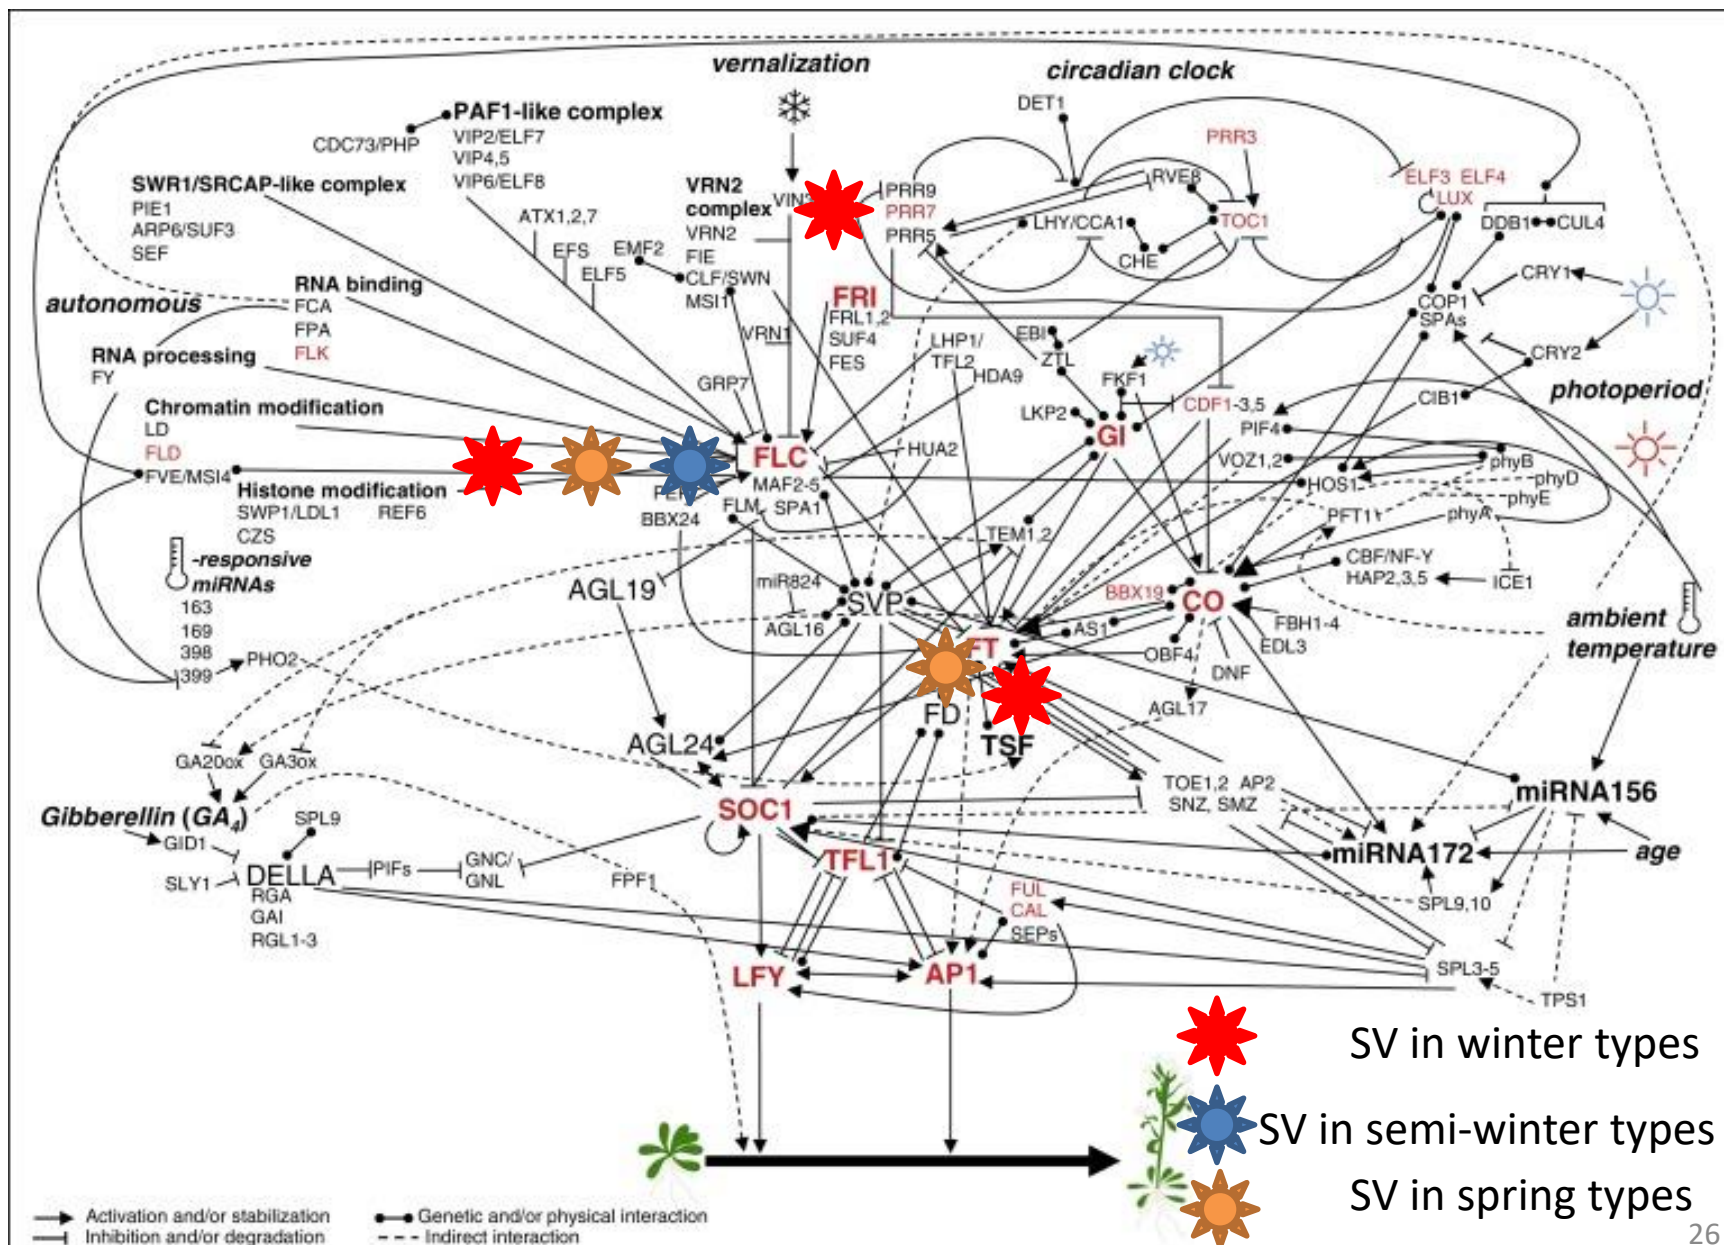 vernalization
circadian clock
DET1
PAF1-like complex
CDC73/PHP
VIP2/ELF7
VIP4,5
VIP6/ELF8
PRR3
SWR1/SRCAP-like complex
PIE1
ARP6/SUF3
SEF
VRN2
complex
VRN2
FIE
CLF/SWN
MSI1
PRR9
PRR7
PRR5
RVE8
LHY/CCA1
CHE
TOC1
ELF3 ELF4
LUX
DDB1
CUL4
ATX1,2,7
EFS
ELF5
EMF2
autonomous
RNA binding
FCA
FPA
FLK
FRI
FRL1,2
SUF4
FES
VRN1
GRP7
LHP1/
TFL2
HDA9
EBI
ZTL
FKF1
LKP2
GI
CDF1-3,5
COP1
SPAs
CRY1
CRY2
CIB1
photoperiod
RNA processing
FY
Chromatin modification
LD
FLD
FVE/MSI4
Histone modification
SWP1/LDL1 REF6
CZS
FLC
MAF2-5
SPA1
FLM
BBX24
HUA2
PIF4
VOZ1,2
HOS1
phyB
phyD
phyE
phyA
PFT1
-responsive
miRNAs
163
169
398
399
PHO2
AGL19
miR824
AGL16
SVP
TEM1,2
BBX19
CO
CBF/NF-Y
HAP2,3,5
ICE1
FBH1-4
EDL3
AS1
OBF4
DNF
AGL17
ambient
temperature
FT
FD
TSF
AGL24
GA20ox
GA3ox
Gibberellin (GA4)
GID1
SLY1
SPL9
DELLA
RGA
GAI
RGL1-3
PIFs
GNC/
GNL
FPF1
SOC1
TFL1
TOE1,2 AP2
SNZ, SMZ
miRNA156
miRNA172
age
SPL9,10
FUL
CAL
SEPs
LFY
AP1
SPL3-5
TPS1
SV in winter types
SV in semi-winter types
SV in spring types
Activation and/or stabilization
Inhibition and/or degradation
Genetic and/or physical interaction
Indirect interaction
26